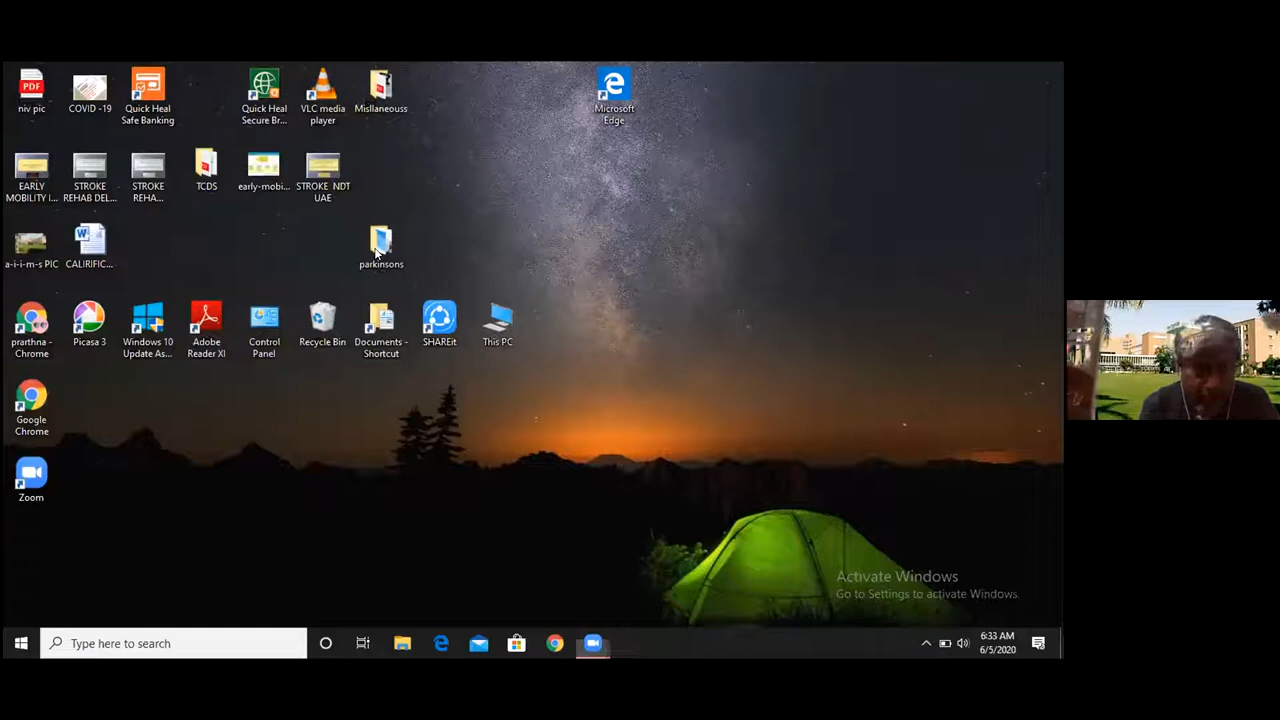 PDF
niv pic
COVID -19
Quick Heal
Safe Banking
Quick Heal
Secure Br...
VLC media
player
Misllaneouss
Microsoft
Edge
EARLY
MOBILITY I...
STROKE
REHAB DEL...
STROKE
REHA...
TCDS
early-mobi...
STROKE NDT
UAE
a-i-i-m-s PIC
CALIRIFIC...
parkinsons
prarthna -
Chrome
Picasa 3
Windows 10
Update As...
Adobe
Reader XI
Control
Panel
Recycle Bin
Documents -
Shortcut
SHAREit
This PC
Google
Chrome
Zoom
Activate Windows
Go to Settings to activate Windows.
Type here to search
6:33 AM
6/5/2020